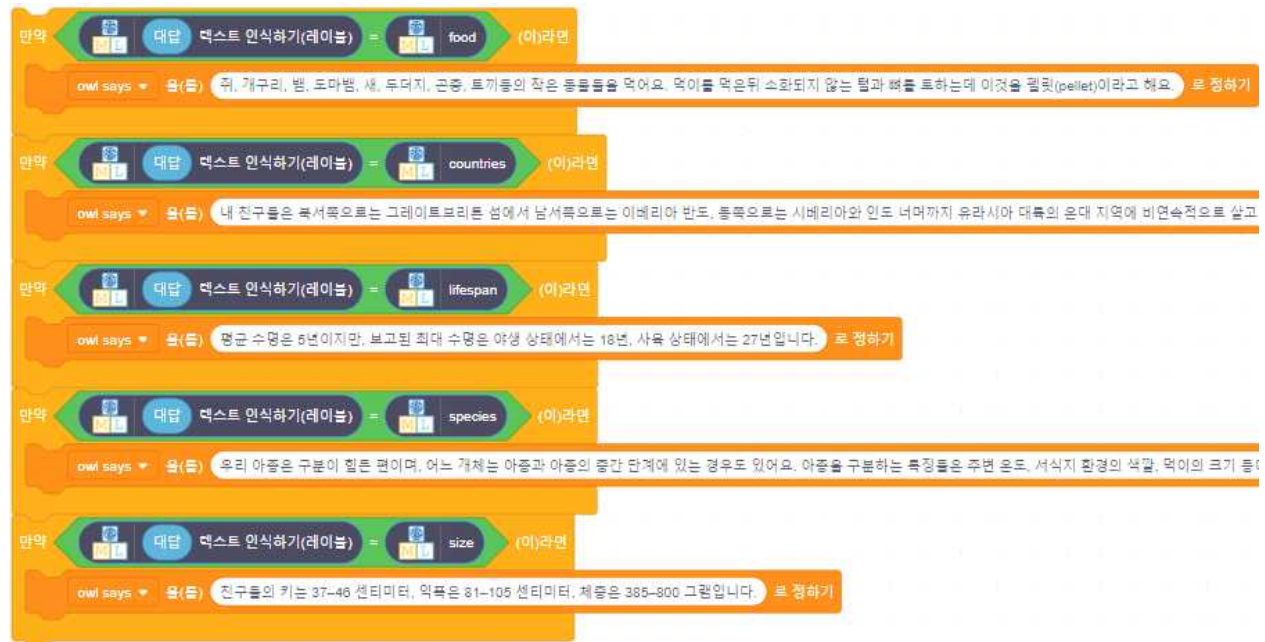 만약 ML 대답 텍스트 인식하기(레이블) = ML food (이)라면
owl says 을(를) 쥐, 개구리, 뱀, 도마뱀, 새, 두더지, 곤충, 토끼등의 작은 동물들을 먹어요. 먹이를 먹은뒤 소화되지 않는 털과 뼈를 토하는데 이것을 펠릿(pellet)이라고 해요. 로 정하기
만약 ML 대답 텍스트 인식하기(레이블) = ML countries (이)라면
owl says 을(를) 내 친구들은 북서쪽으로는 그레이트브리튼 섬에서 남서쪽으로는 이베리아 반도, 동쪽으로는 시베리아와 인도 너머까지 유라시아 대륙의 온대 지역에 비연속적으로 살고
만약 ML 대답 텍스트 인식하기(레이블) = ML lifespan (이)라면
owl says 을(를) 평균 수명은 5년이지만, 보고된 최대 수명은 야생 상태에서는 18년, 사육 상태에서는 27년입니다. 로 정하기
만약 ML 대답 텍스트 인식하기(레이블) = ML species (이)라면
owl says 을(를) 우리 아종은 구분이 힘든 편이며, 어느 개체는 아종과 아종의 중간 단계에 있는 경우도 있어요. 아종을 구분하는 특징들은 주변 온도, 서식지 환경의 색깔, 먹이의 크기 등
만약 ML 대답 텍스트 인식하기(레이블) = ML size (이)라면
owl says 을(를) 친구들의 키는 37–46 센티미터, 익폭은 81–105 센티미터, 체중은 385–800 그램입니다. 로 정하기